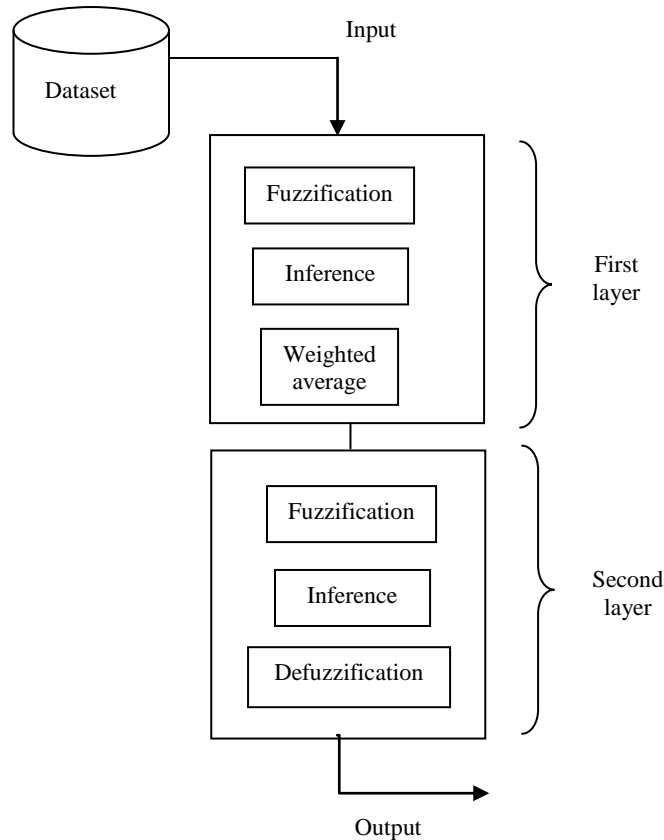 Input
Dataset
Fuzzification
Inference
First
layer
Weighted
average
Fuzzification
Inference
Second
layer
Defuzzification
Output